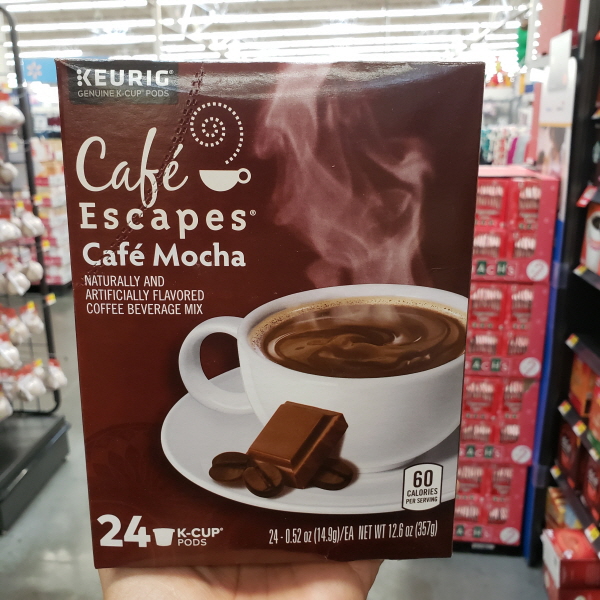 KEURIG®
GENUINE K-CUP® PODS
Café
Escapes®
Café Mocha
NATURALLY AND
ARTIFICIALLY FLAVORED
COFFEE BEVERAGE MIX
60
CALORIES
PER SERVING
24 K-CUP®
PODS
24 - 0.52 oz (14.9g)/EA NET WT 12.6 oz (357g)